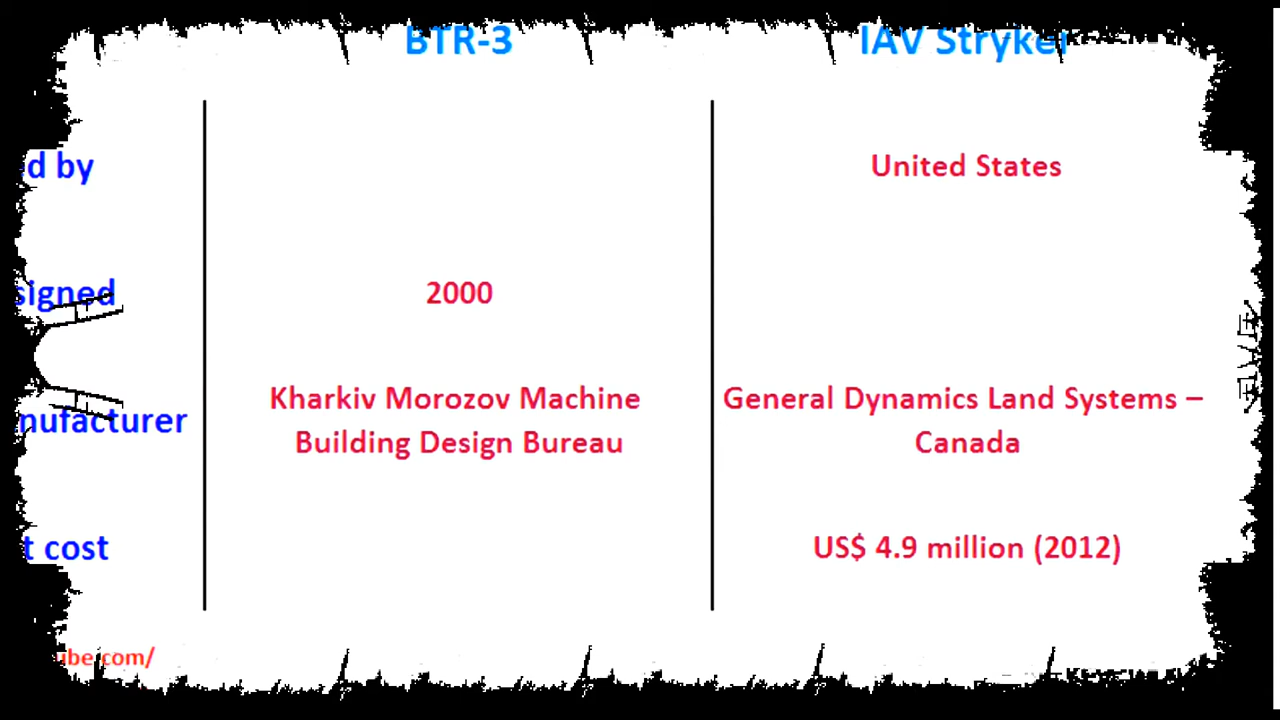 BTR-3 IAV Stryker
d by United States
signed 2000
Kharkiv Morozov Machine General Dynamics Land Systems –
nufacturer
Building Design Bureau Canada
t cost US$ 4.9 million (2012)
ube.com/